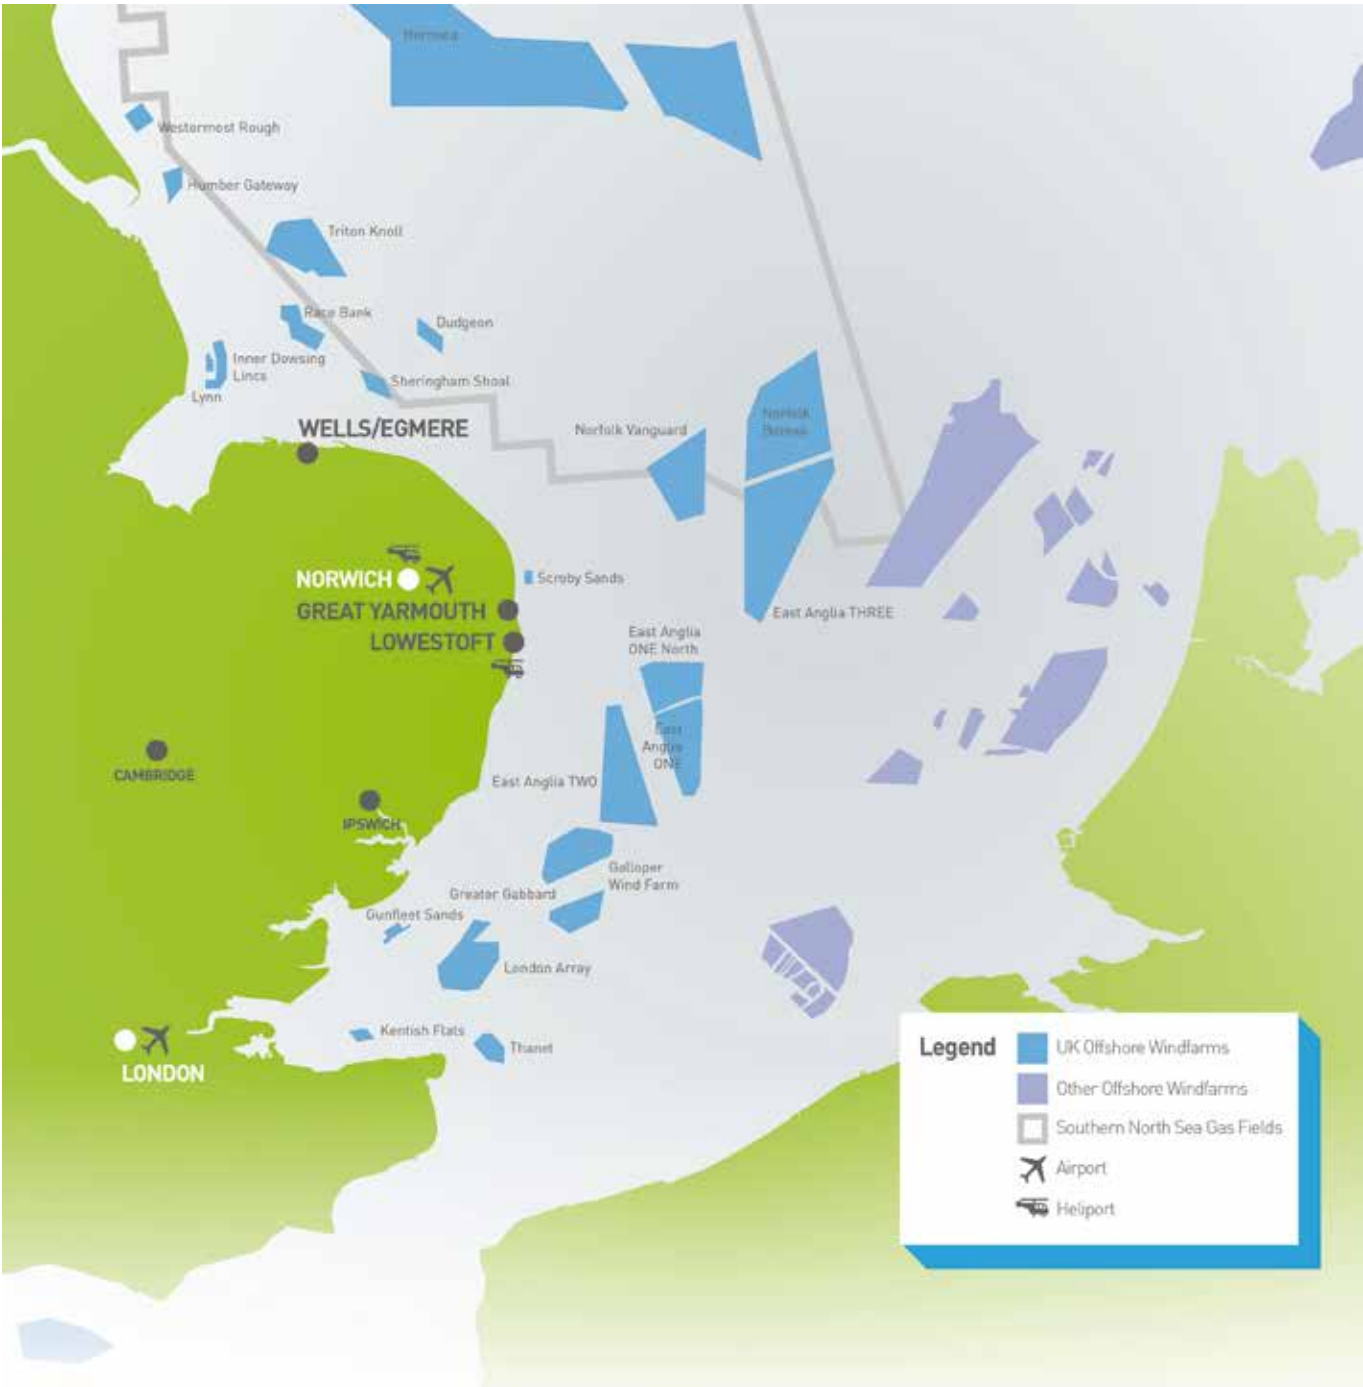 Hornsea
Westermost Rough
Humber Gateway
Triton Knoll
Race Bank
Dudgeon
Inner Dowsing
Lincs
Lynn
Sheringham Shoal
WELLS/EGMERE
Norfolk Vanguard
Norfolk
Boreas
NORWICH
Scroby Sands
GREAT YARMOUTH
LOWESTOFT
East Anglia THREE
East Anglia
ONE North
East
Anglia
ONE
East Anglia TWO
CAMBRIDGE
IPSWICH
Galloper
Wind Farm
Greater Gabbard
Gunfleet Sands
London Array
Kentish Flats
Thanet
LONDON
Legend
UK Offshore Windfarms
Other Offshore Windfarms
Southern North Sea Gas Fields
Airport
Heliport